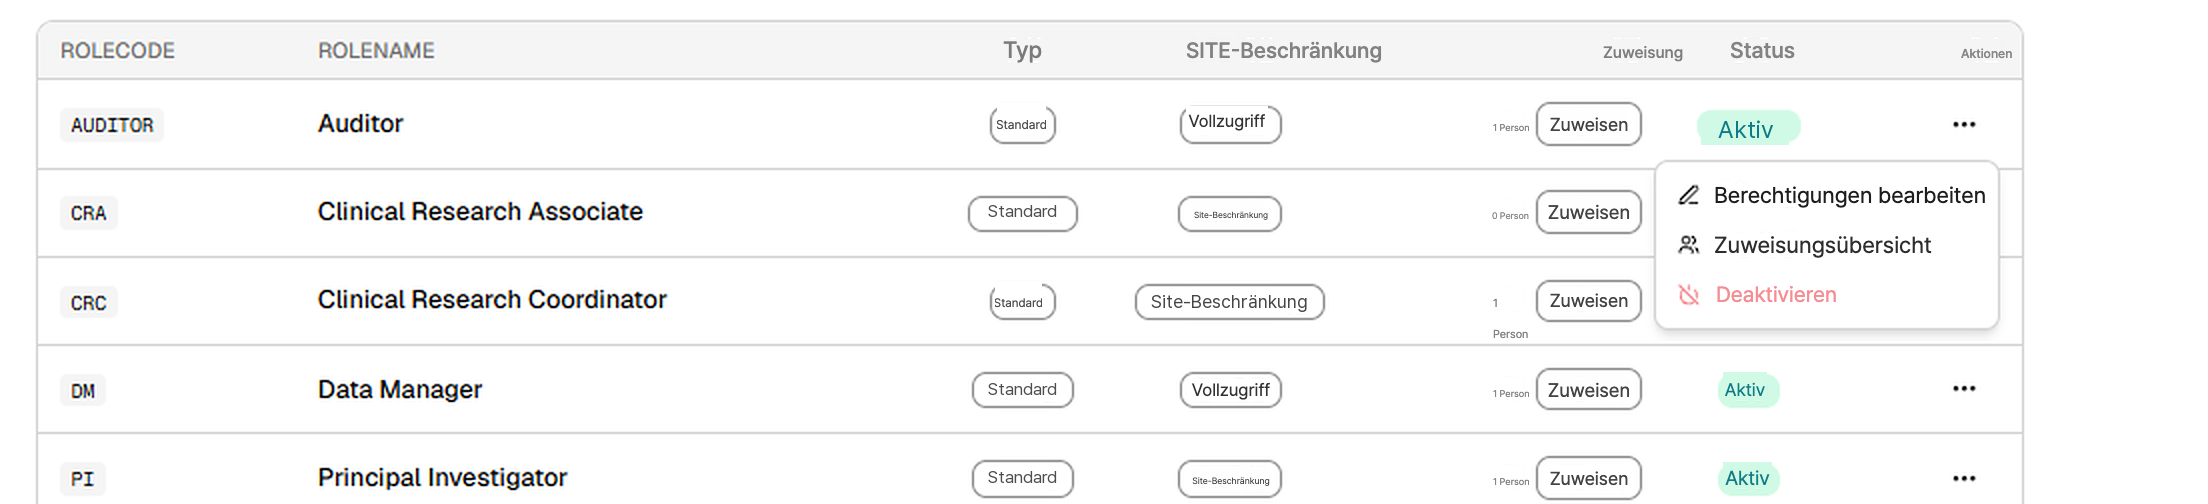 ROLECODE ROLENAME Typ SITE-Beschränkung Zuweisung Status Aktionen
AUDITOR Auditor Standard Vollzugriff 1 Person Zuweisen Aktiv •••
CRA Clinical Research Associate Standard Site-Beschränkung 0 Person Zuweisen
Berechtigungen bearbeiten
Zuweisungsübersicht
Deaktivieren
CRC Clinical Research Coordinator Standard Site-Beschränkung 1 Person Zuweisen
DM Data Manager Standard Vollzugriff 1 Person Zuweisen Aktiv •••
PI Principal Investigator Standard Site-Beschränkung 1 Person Zuweisen Aktiv •••